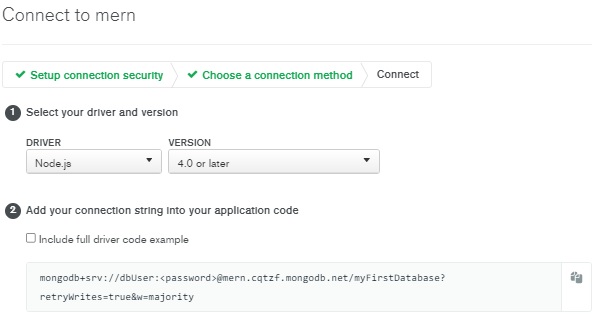 Connect to mern
✔ Setup connection security
✔ Choose a connection method
Connect
1 Select your driver and version
DRIVER VERSION
Node.js 4.0 or later
2 Add your connection string into your application code
Include full driver code example
mongodb+srv://dbUser:<password>@mern.cqtzf.mongodb.net/myFirstDatabase?
retryWrites=true&w=majority